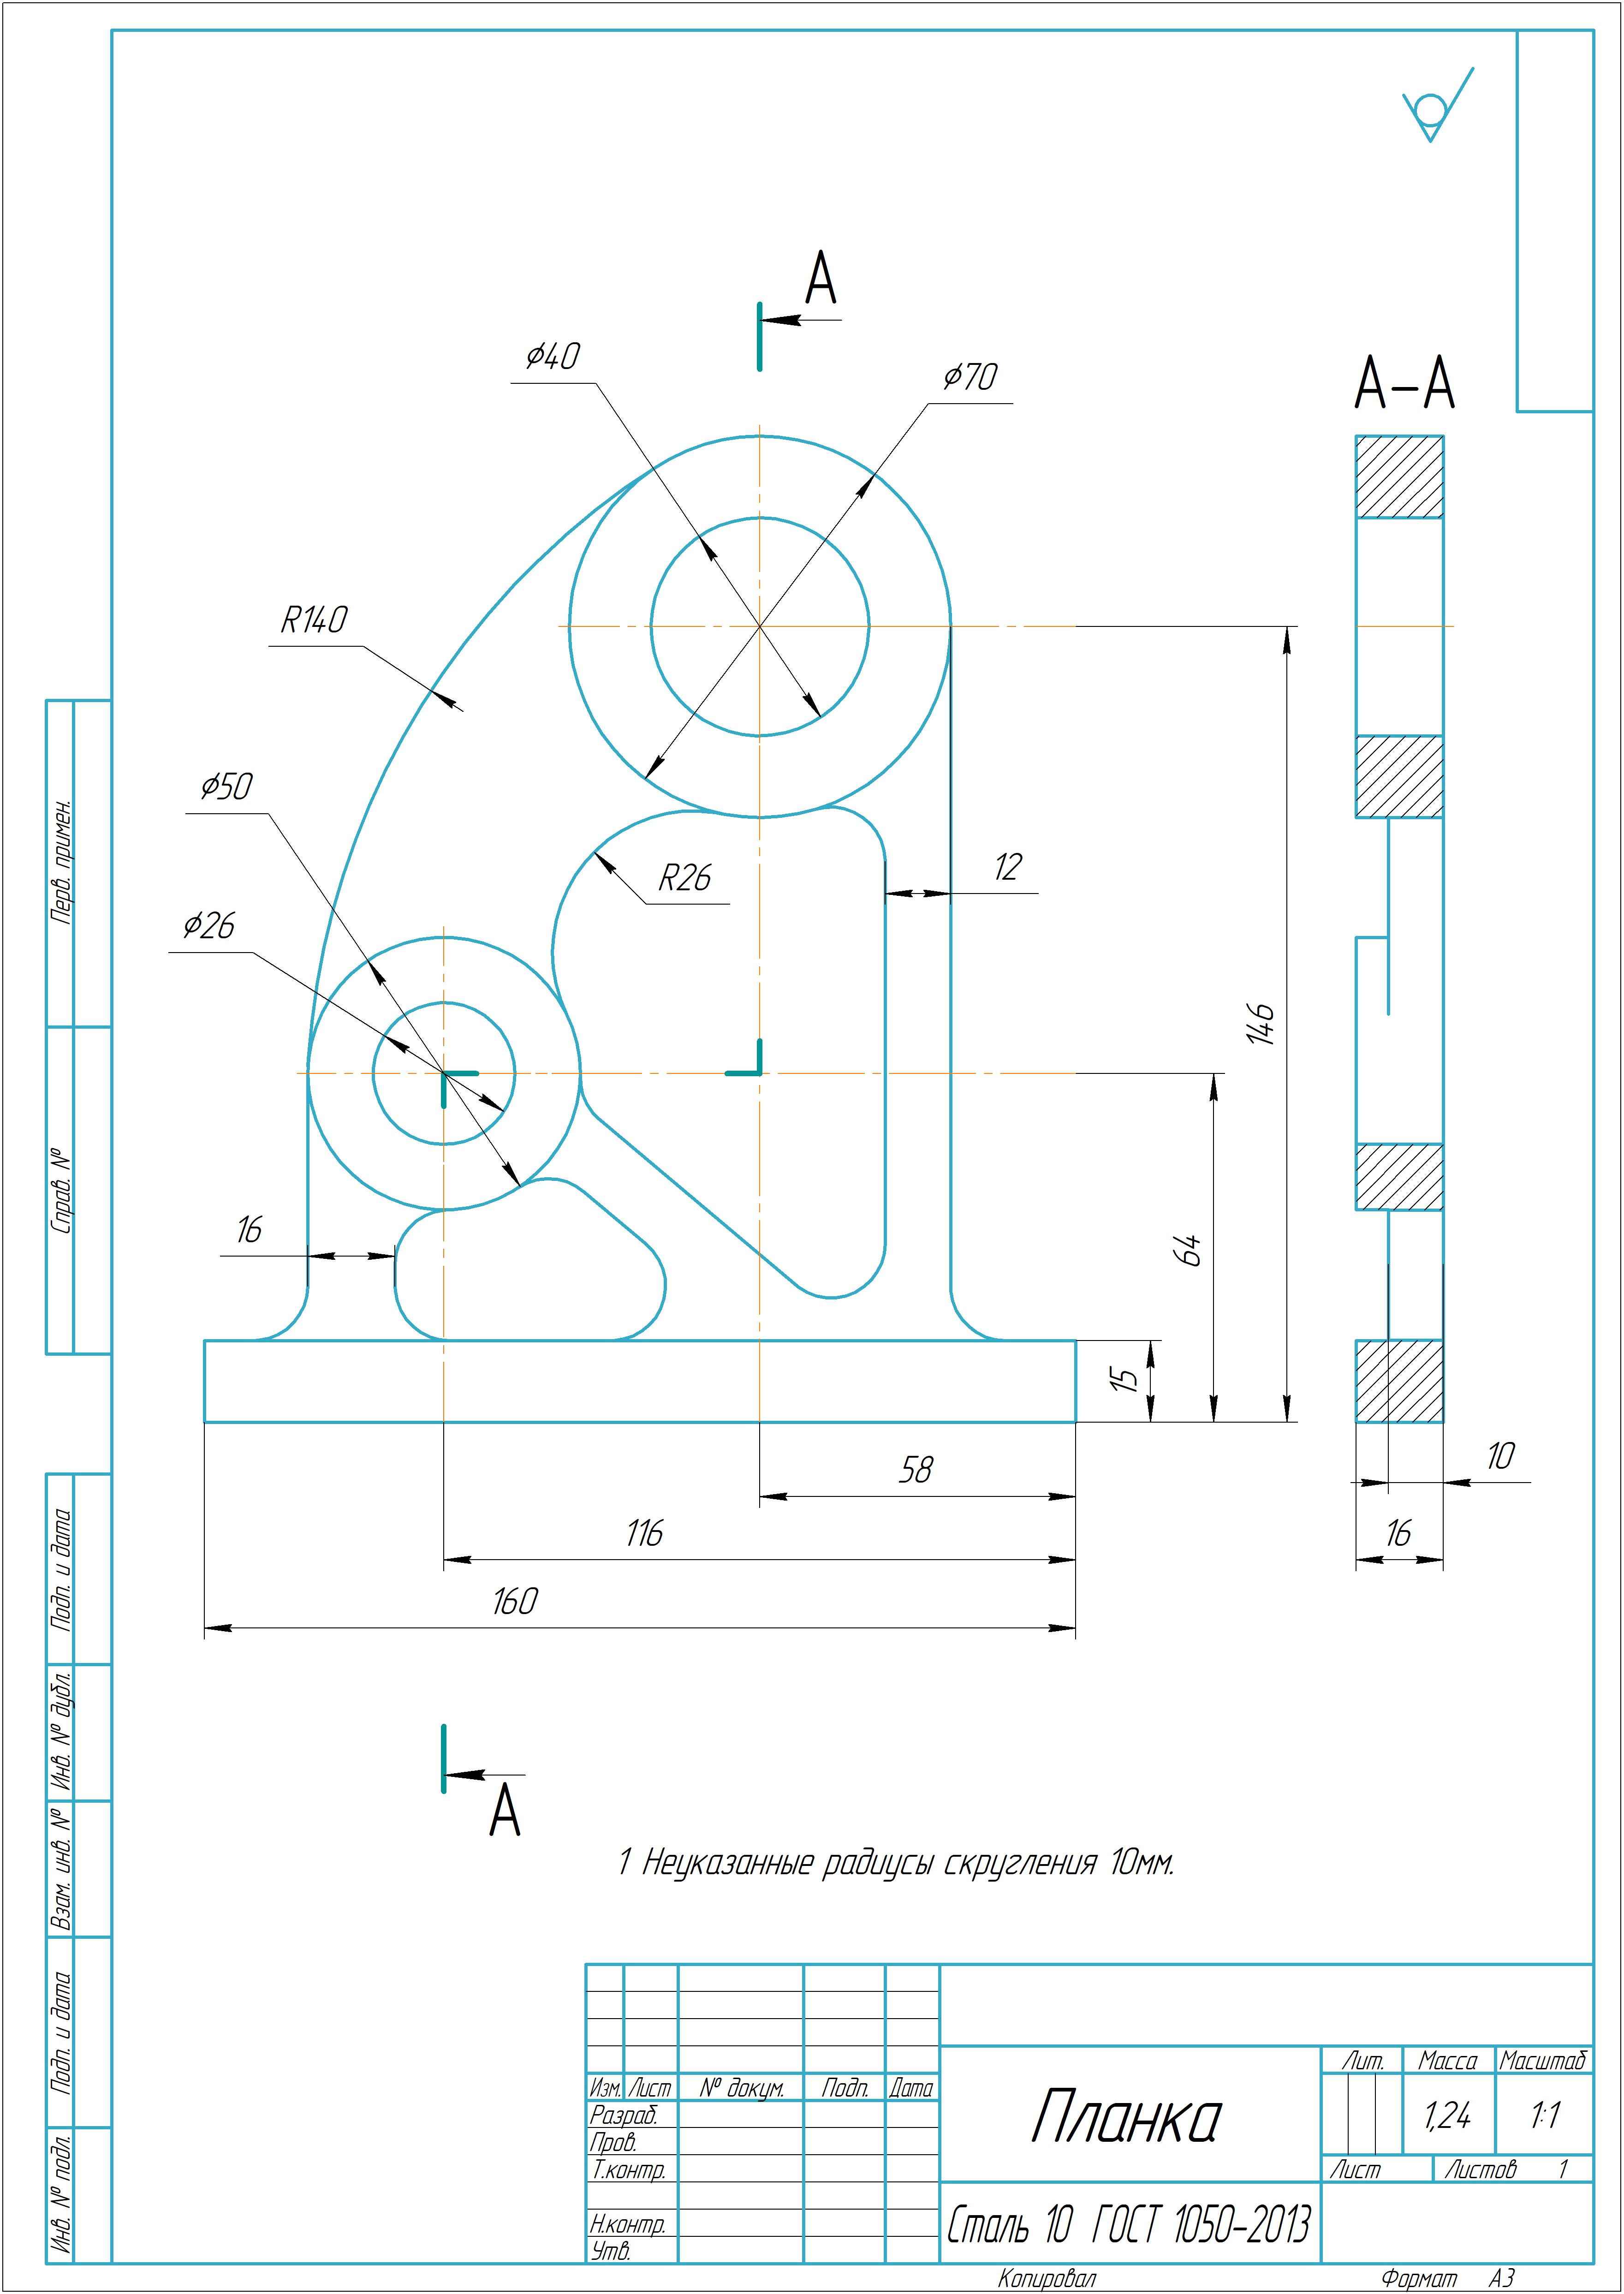 А
⌀40
⌀70
А-А
R140
⌀50
R26
12
⌀26
146
16
64
15
58
10
116
16
160
А
1 Неуказанные радиусы скругления 10мм.
Перв. примен.
Справ. №
Подп. и дата
Инв. № дубл.
Взам. инв. №
Подп. и дата
Инв. № подл.
Изм. Лист № докум. Подп. Дата
Разраб.
Пров.
Т.контр.
Н.контр.
Утв.
Планка
Лит. Масса Масштаб
1,24 1:1
Лист Листов 1
Сталь 10 ГОСТ 1050-2013
Копировал Формат А3